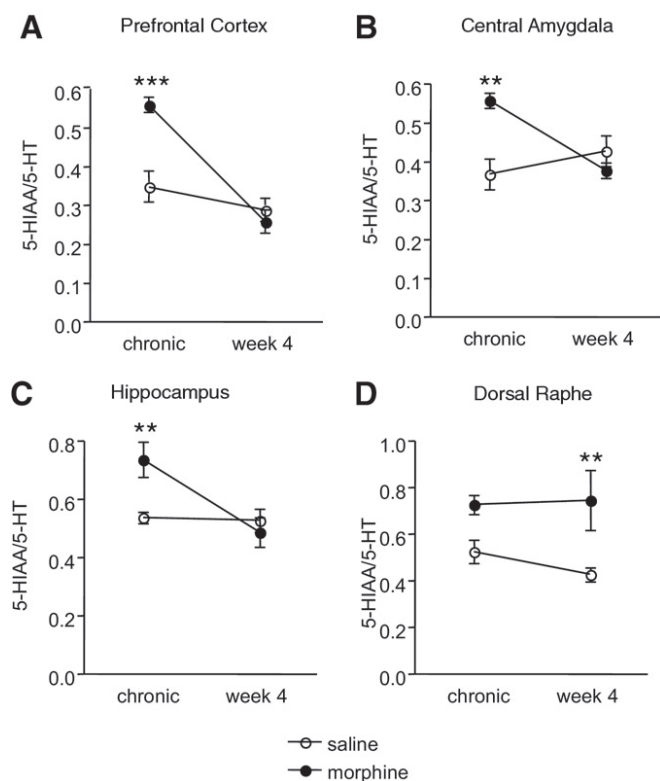 A Prefrontal Cortex
B Central Amygdala
***
**
5-HIAA/5-HT
0.6
0.5
0.4
0.3
0.2
0.1
0.0
chronic week 4
5-HIAA/5-HT
0.6
0.5
0.4
0.3
0.2
0.1
0.0
chronic week 4
C Hippocampus
D Dorsal Raphe
**
**
5-HIAA/5-HT
0.8
0.6
0.4
0.2
0.0
chronic week 4
5-HIAA/5-HT
1.0
0.8
0.6
0.4
0.2
0.0
chronic week 4
saline
morphine